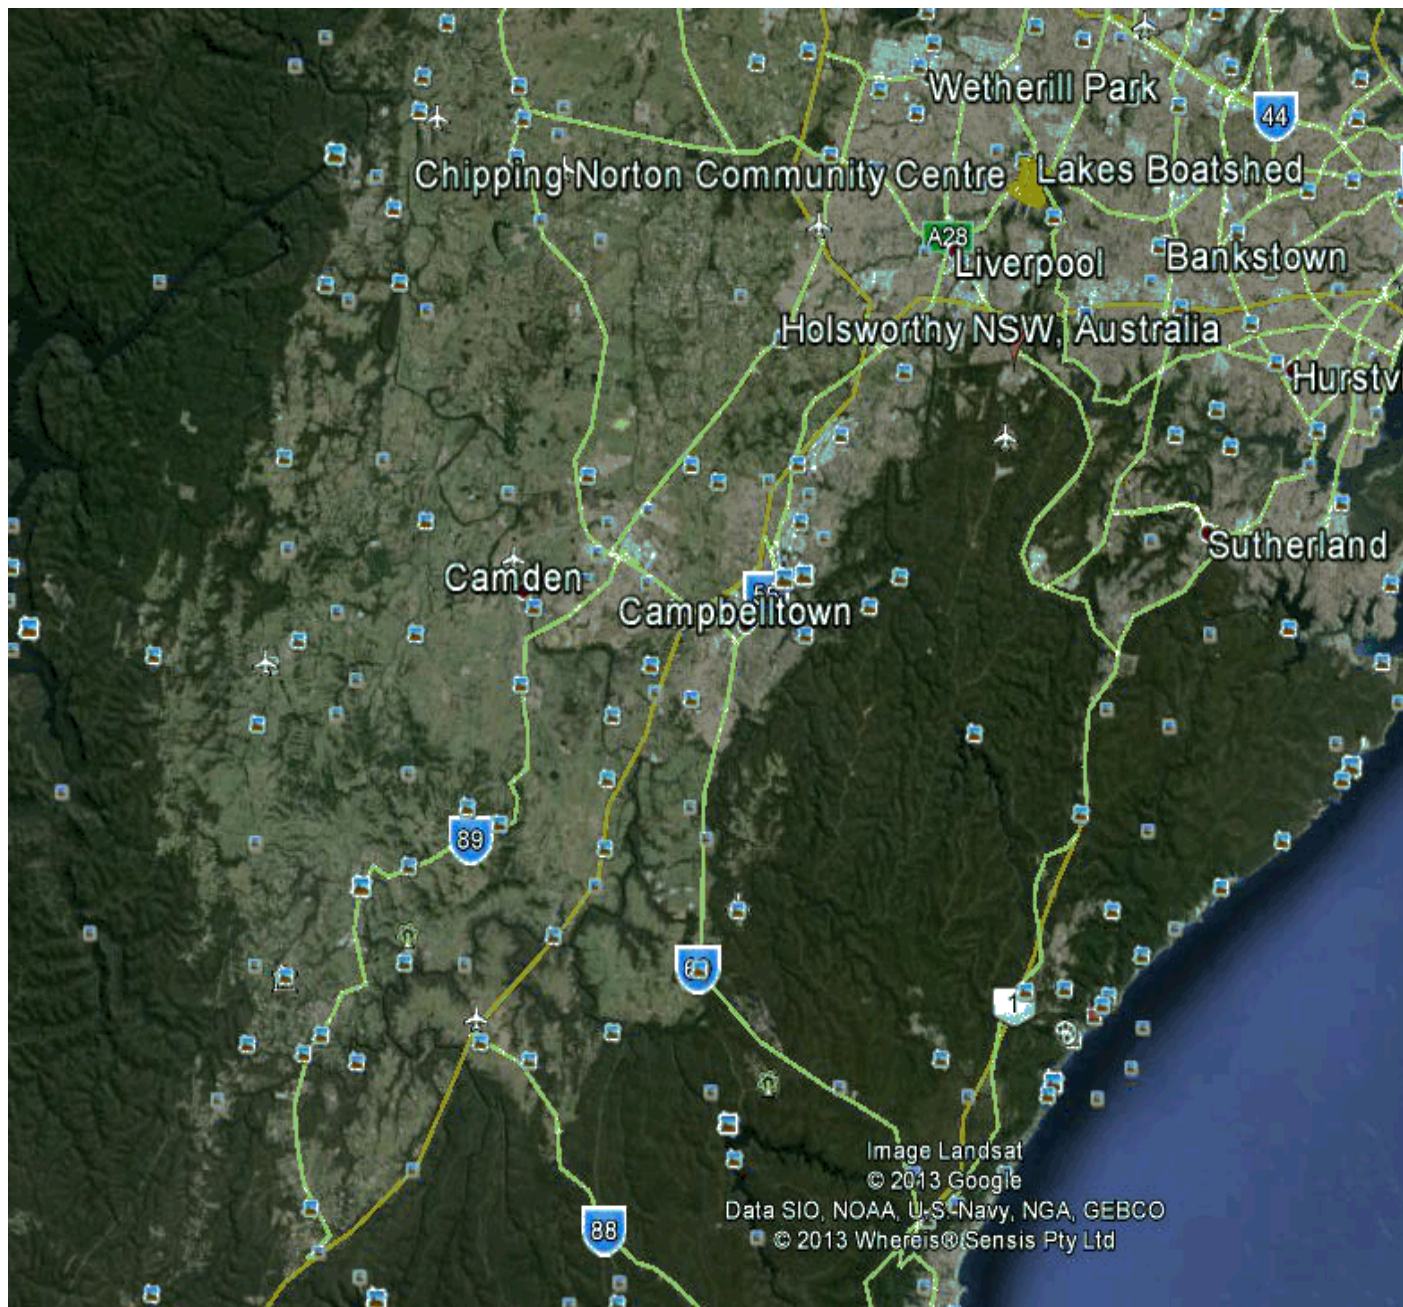 Wetherill Park
44
Chipping Norton Community Centre
Lakes Boatshed
A28
Liverpool
Bankstown
Holsworthy NSW, Australia
Camden
Sutherland
Campbelltown
89
1
88
Image Landsat
© 2013 Google
Data SIO, NOAA, U.S. Navy, NGA, GEBCO
© 2013 Whereis® Sensis Pty Ltd